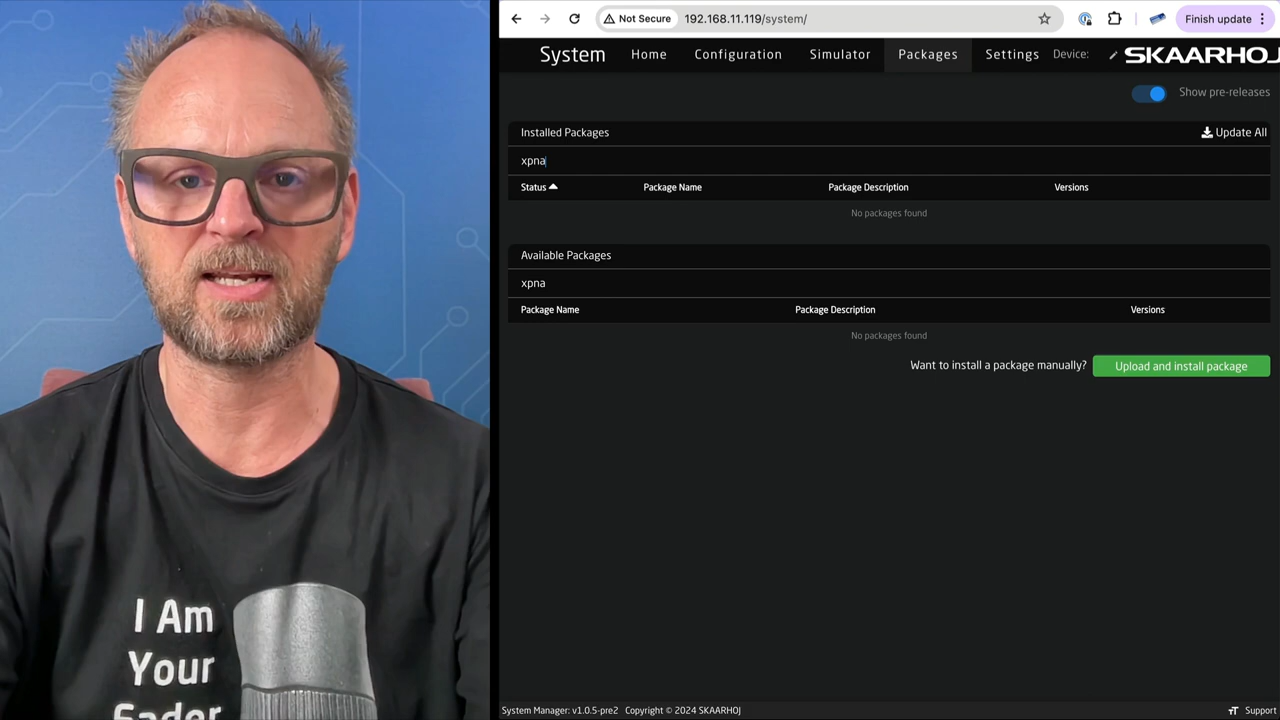 I Am
Your
Fader
Not Secure 192.168.11.119/system/ Finish update
System Home Configuration Simulator Packages Settings Device: SKAARHOJ
Show pre-releases
Installed Packages Update All
xpna
Status Package Name Package Description Versions
No packages found
Available Packages
xpna
Package Name Package Description Versions
No packages found
Want to install a package manually? Upload and install package
System Manager: v1.0.5-pre2 Copyright © 2024 SKAARHOJ Support